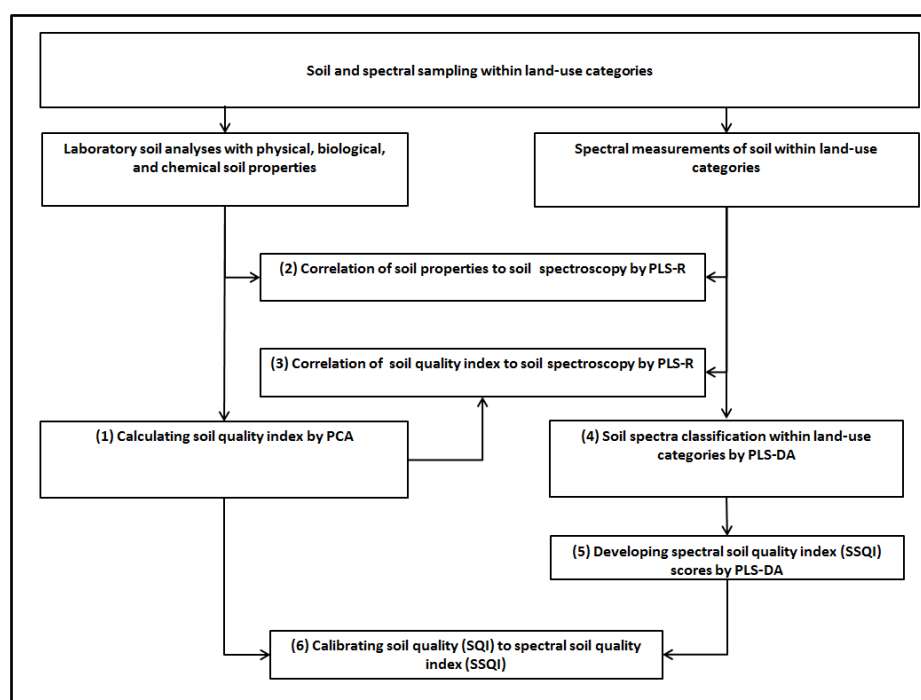 Soil and spectral sampling within land-use categories
Laboratory soil analyses with physical, biological,
and chemical soil properties
Spectral measurements of soil within land-use
categories
(2) Correlation of soil properties to soil spectroscopy by PLS-R
(3) Correlation of soil quality index to soil spectroscopy by PLS-R
(1) Calculating soil quality index by PCA
(4) Soil spectra classification within land-use
categories by PLS-DA
(5) Developing spectral soil quality index (SSQI)
scores by PLS-DA
(6) Calibrating soil quality (SQI) to spectral soil quality
index (SSQI)